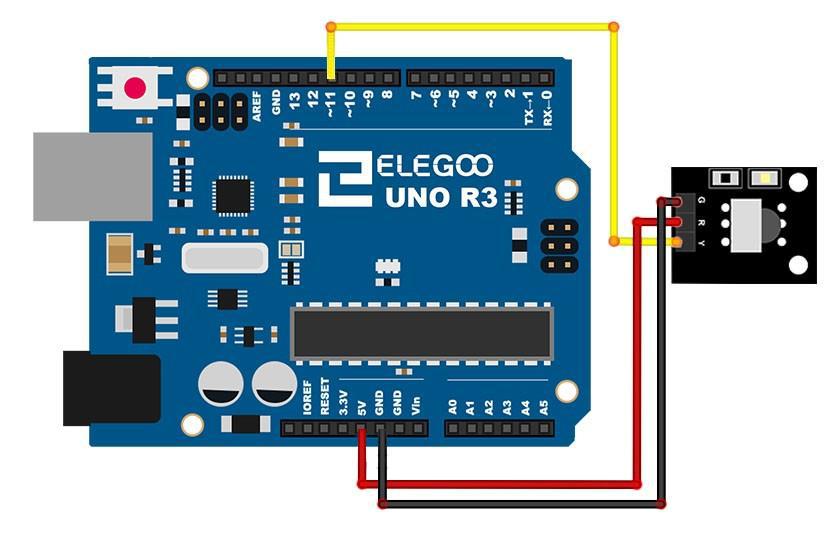 AREF
GND
13
12
~11
~10
~9
8
7
~6
~5
4
~3
2
TX→1
RX←0
ELEGOO
UNO R3
G
R
Y
IOREF
RESET
3.3V
5V
GND
GND
Vin
A0
A1
A2
A3
A4
A5